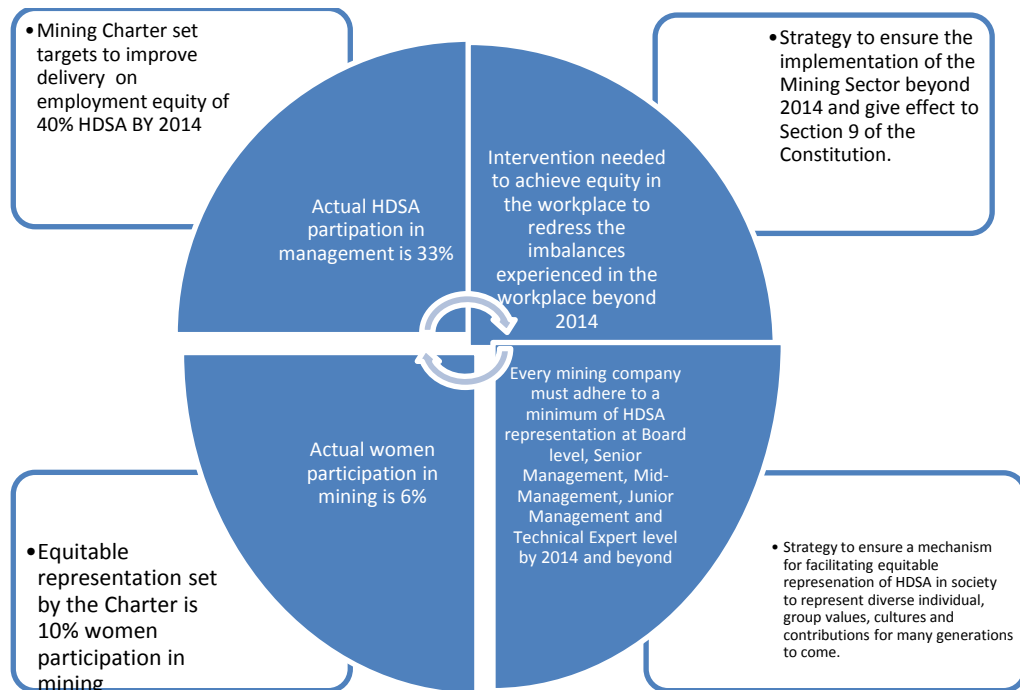 •Mining Charter set
targets to improve
delivery on
employment equity of
40% HDSA BY 2014
•Strategy to ensure the
implementation of the
Mining Sector beyond
2014 and give effect to
Section 9 of the
Constitution.
Actual HDSA
partipation in
management is 33%
Intervention needed
to achieve equity in
the workplace to
redress the
imbalances
experienced in the
workplace beyond
2014
Actual women
participation in
mining is 6%
Every mining company
must adhere to a
minimum of HDSA
representation at Board
level, Senior
Management, Mid-
Management, Junior
Management and
Technical Expert level
by 2014 and beyond
•Equitable
representation set
by the Charter is
10% women
participation in
mining
• Strategy to ensure a mechanism
for facilitating equitable
represenation of HDSA in society
to represent diverse individual,
group values, cultures and
contributions for many generations
to come.